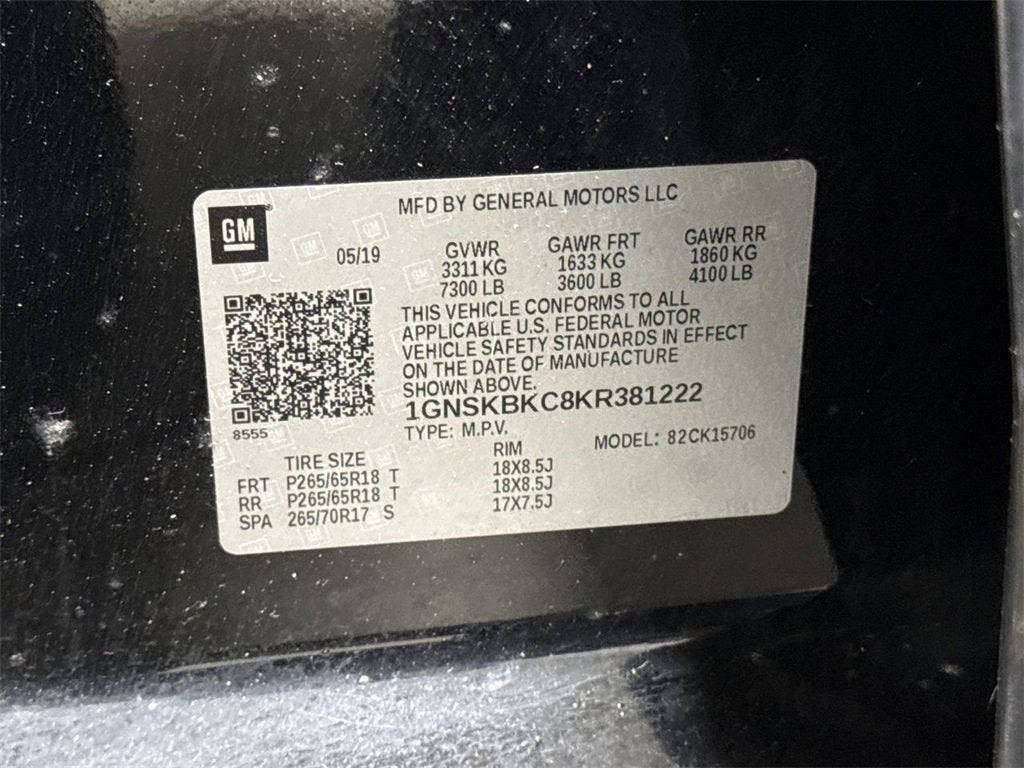 GM
MFD BY GENERAL MOTORS LLC
05/19
GVWR
3311 KG
7300 LB
GAWR FRT
1633 KG
3600 LB
GAWR RR
1860 KG
4100 LB
THIS VEHICLE CONFORMS TO ALL
APPLICABLE U.S. FEDERAL MOTOR
VEHICLE SAFETY STANDARDS IN EFFECT
ON THE DATE OF MANUFACTURE
SHOWN ABOVE.
1GNSKBKC8KR381222
8555
TYPE: M.P.V.
MODEL: 82CK15706
TIRE SIZE RIM
FRT P265/65R18 T 18X8.5J
RR P265/65R18 T 18X8.5J
SPA 265/70R17 S 17X7.5J